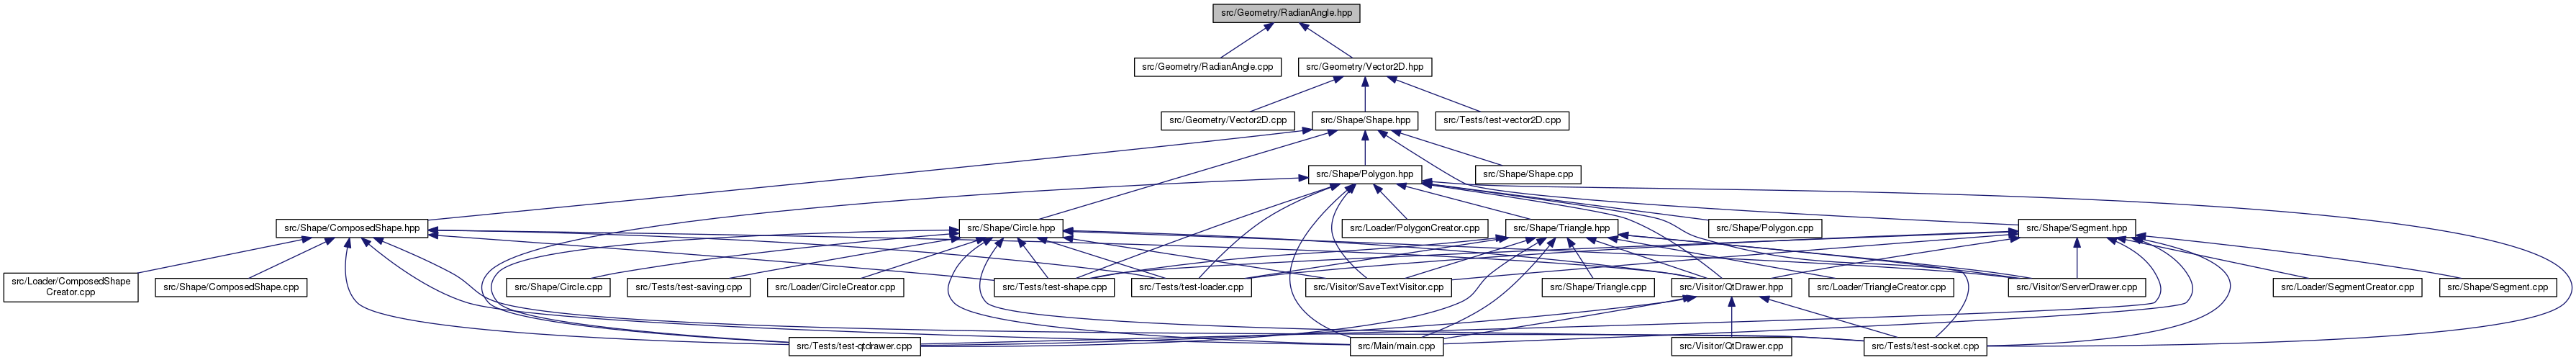 src/Geometry/RadianAngle.hpp
src/Geometry/RadianAngle.cpp
src/Geometry/Vector2D.hpp
src/Geometry/Vector2D.cpp
src/Shape/Shape.hpp
src/Tests/test-vector2D.cpp
src/Shape/Polygon.hpp
src/Shape/Shape.cpp
src/Shape/ComposedShape.hpp
src/Shape/Circle.hpp
src/Loader/PolygonCreator.cpp
src/Shape/Triangle.hpp
src/Shape/Polygon.cpp
src/Shape/Segment.hpp
src/Loader/ComposedShape
Creator.cpp
src/Shape/ComposedShape.cpp
src/Shape/Circle.cpp
src/Tests/test-saving.cpp
src/Loader/CircleCreator.cpp
src/Tests/test-shape.cpp
src/Tests/test-loader.cpp
src/Visitor/SaveTextVisitor.cpp
src/Shape/Triangle.cpp
src/Visitor/QtDrawer.hpp
src/Loader/TriangleCreator.cpp
src/Visitor/ServerDrawer.cpp
src/Loader/SegmentCreator.cpp
src/Shape/Segment.cpp
src/Tests/test-qtdrawer.cpp
src/Main/main.cpp
src/Visitor/QtDrawer.cpp
src/Tests/test-socket.cpp